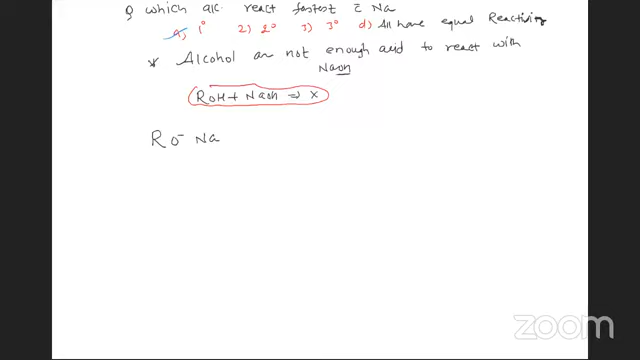 Q which alc. react fastest c̄ Na
a) 1° 2) 2° 3) 3° d) All have equal Reactivity
* Alcohol are not enough acid to react with
NaOH
ROH + NaOH ⇒ x
R O⁻ Na
zoom